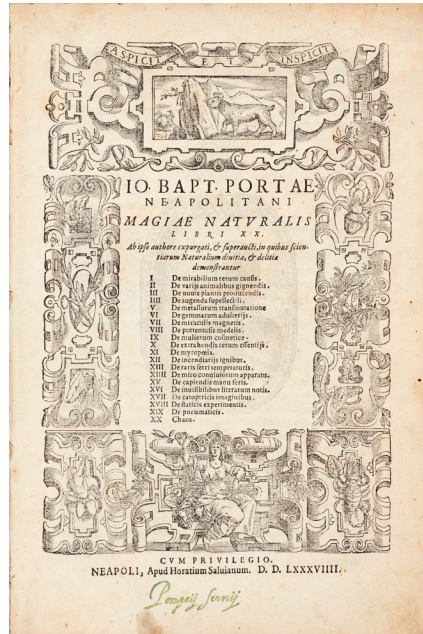 ASPICIT ET INSPICIT
IO. BAPT. PORTAE
NEAPOLITANI
MAGIAE NATVRALIS
LIBRI XX.
Ab ipso authore expurgati, & superaucti, in quibus scien-
tiarum Naturalium diuitiæ, & delitiæ
demonstrantur
I De mirabilium rerum causis.
II De varijs animalibus gignendis.
III De nouis plantis producendis.
IIII De augenda supellectili.
V De metallorum transmutatione
VI De gemmarum adulterijs.
VII De miraculis magnetis.
VIII De portentosis medelis.
IX De mulierum cosmetice.
X De extrahendis rerum essentijs.
XI De myropœia.
XII De incendiarijs ignibus.
XIII De raris ferri temperaturis.
XIIII De miro conuiuiorum apparatu.
XV De capiendis manu feris.
XVI De inuisibilibus literarum notis.
XVII De catoptricis imaginibus.
XVIII De staticis experimentis.
XIX De pneumaticis.
XX Chaos.
CVM PRIVILEGIO.
NEAPOLI, Apud Horatium Saluianum. D. D. LXXXVIIII.
Pompeij Sernij